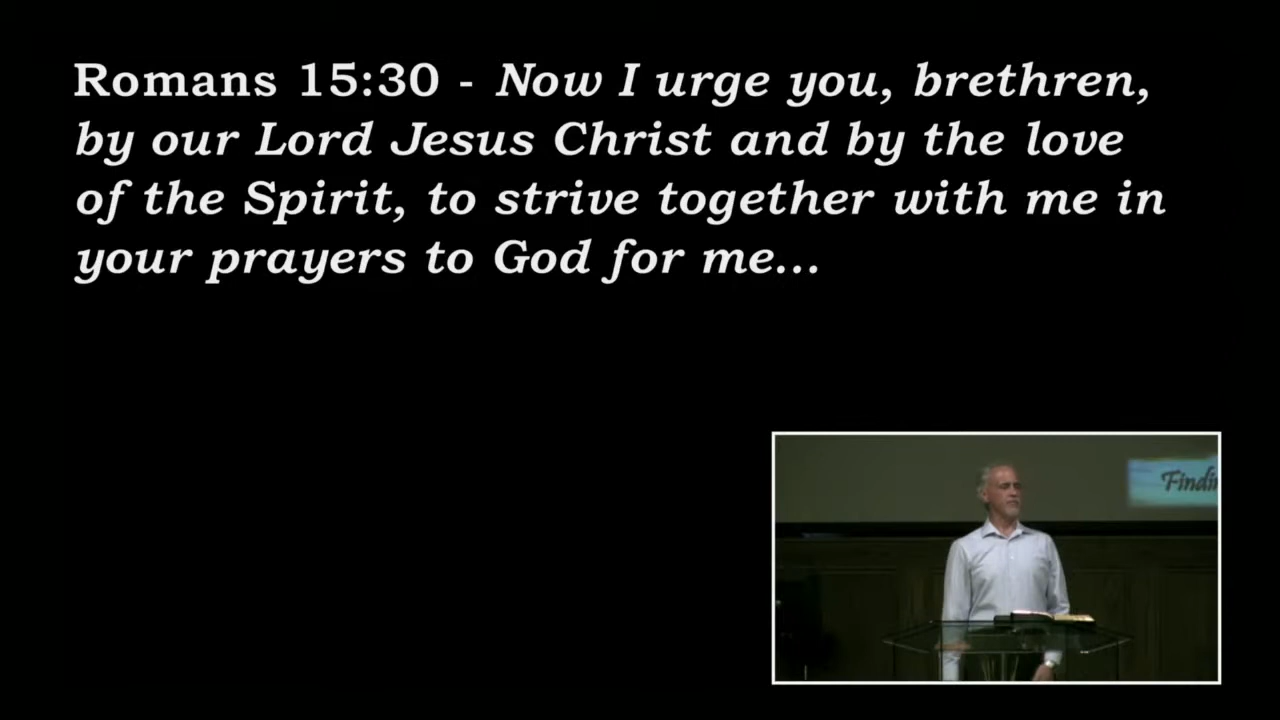 Romans 15:30 - Now I urge you, brethren,
by our Lord Jesus Christ and by the love
of the Spirit, to strive together with me in
your prayers to God for me...